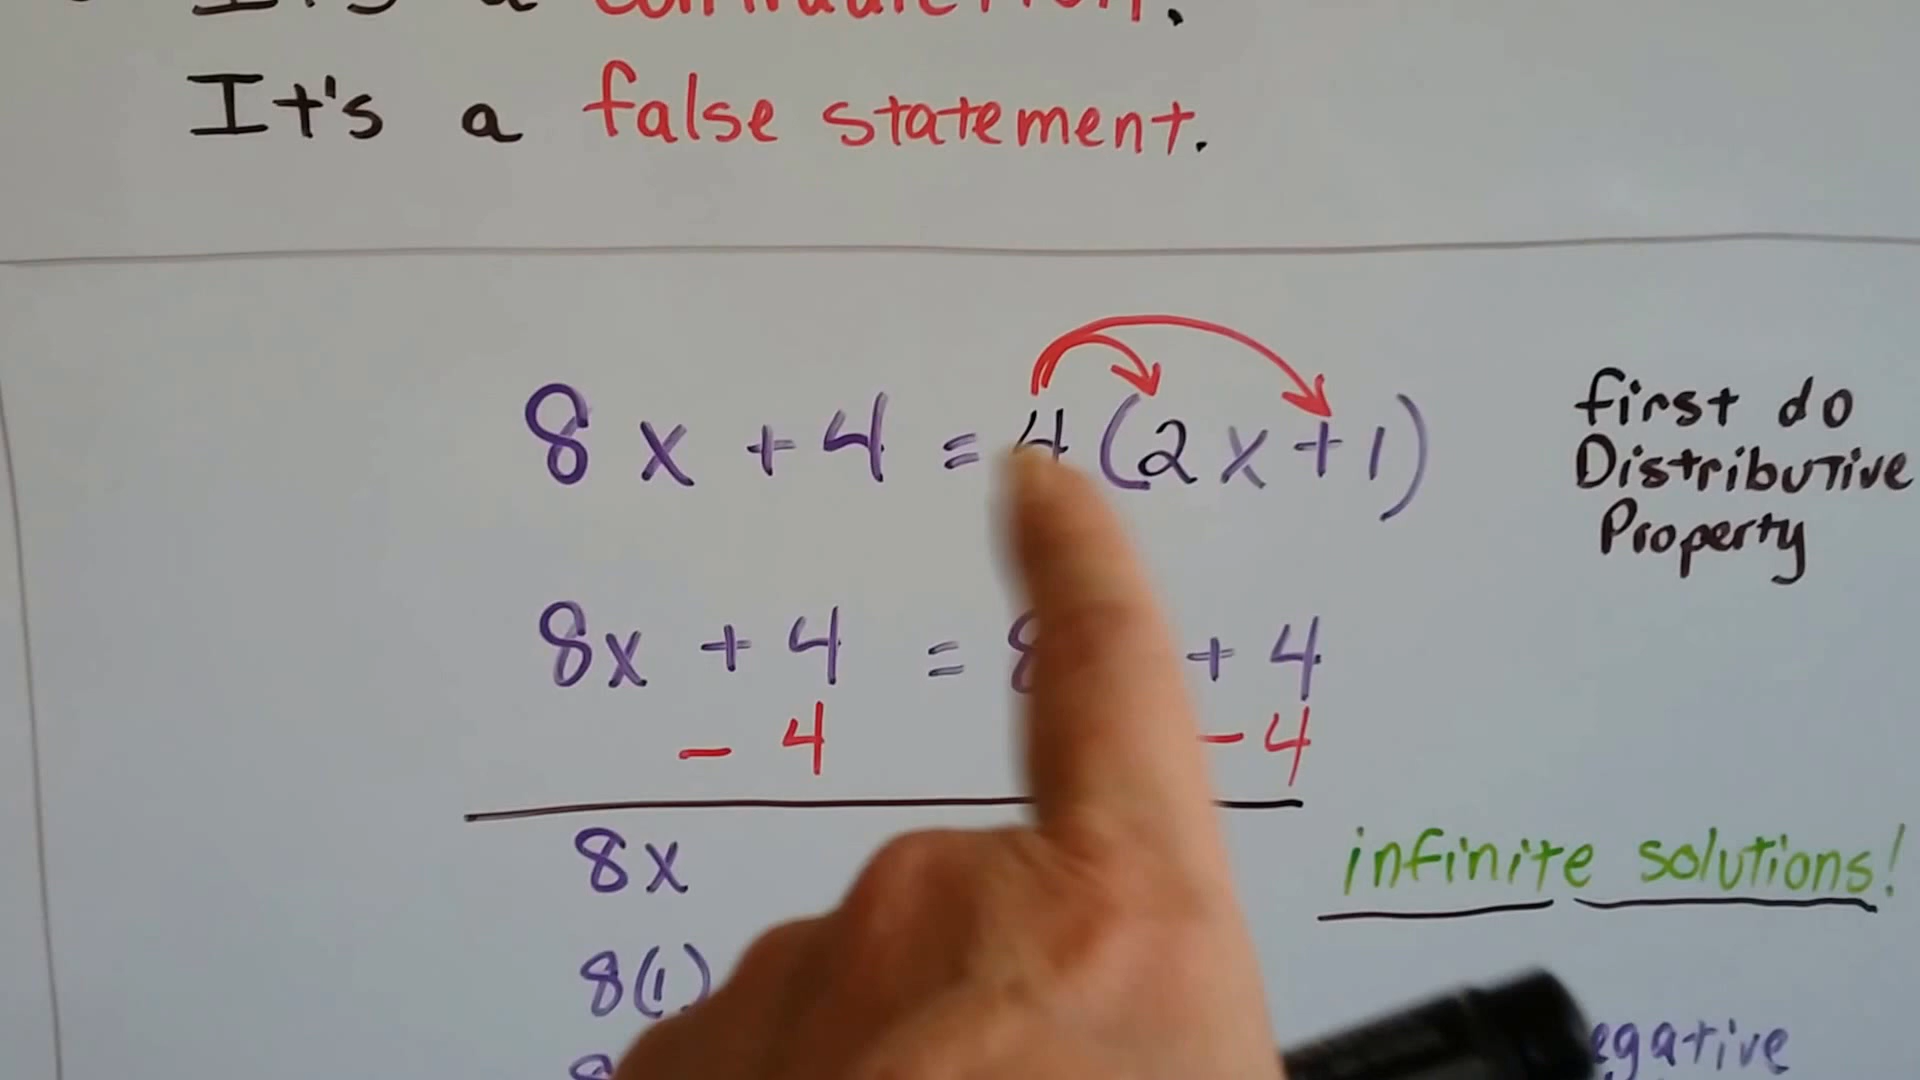 It's a
It's a false statement.
8x + 4 = 4(2x+1)
first do
Distributive
Property
8x + 4 = 8 + 4
- 4 - 4
8x
infinite solutions!
8(1)